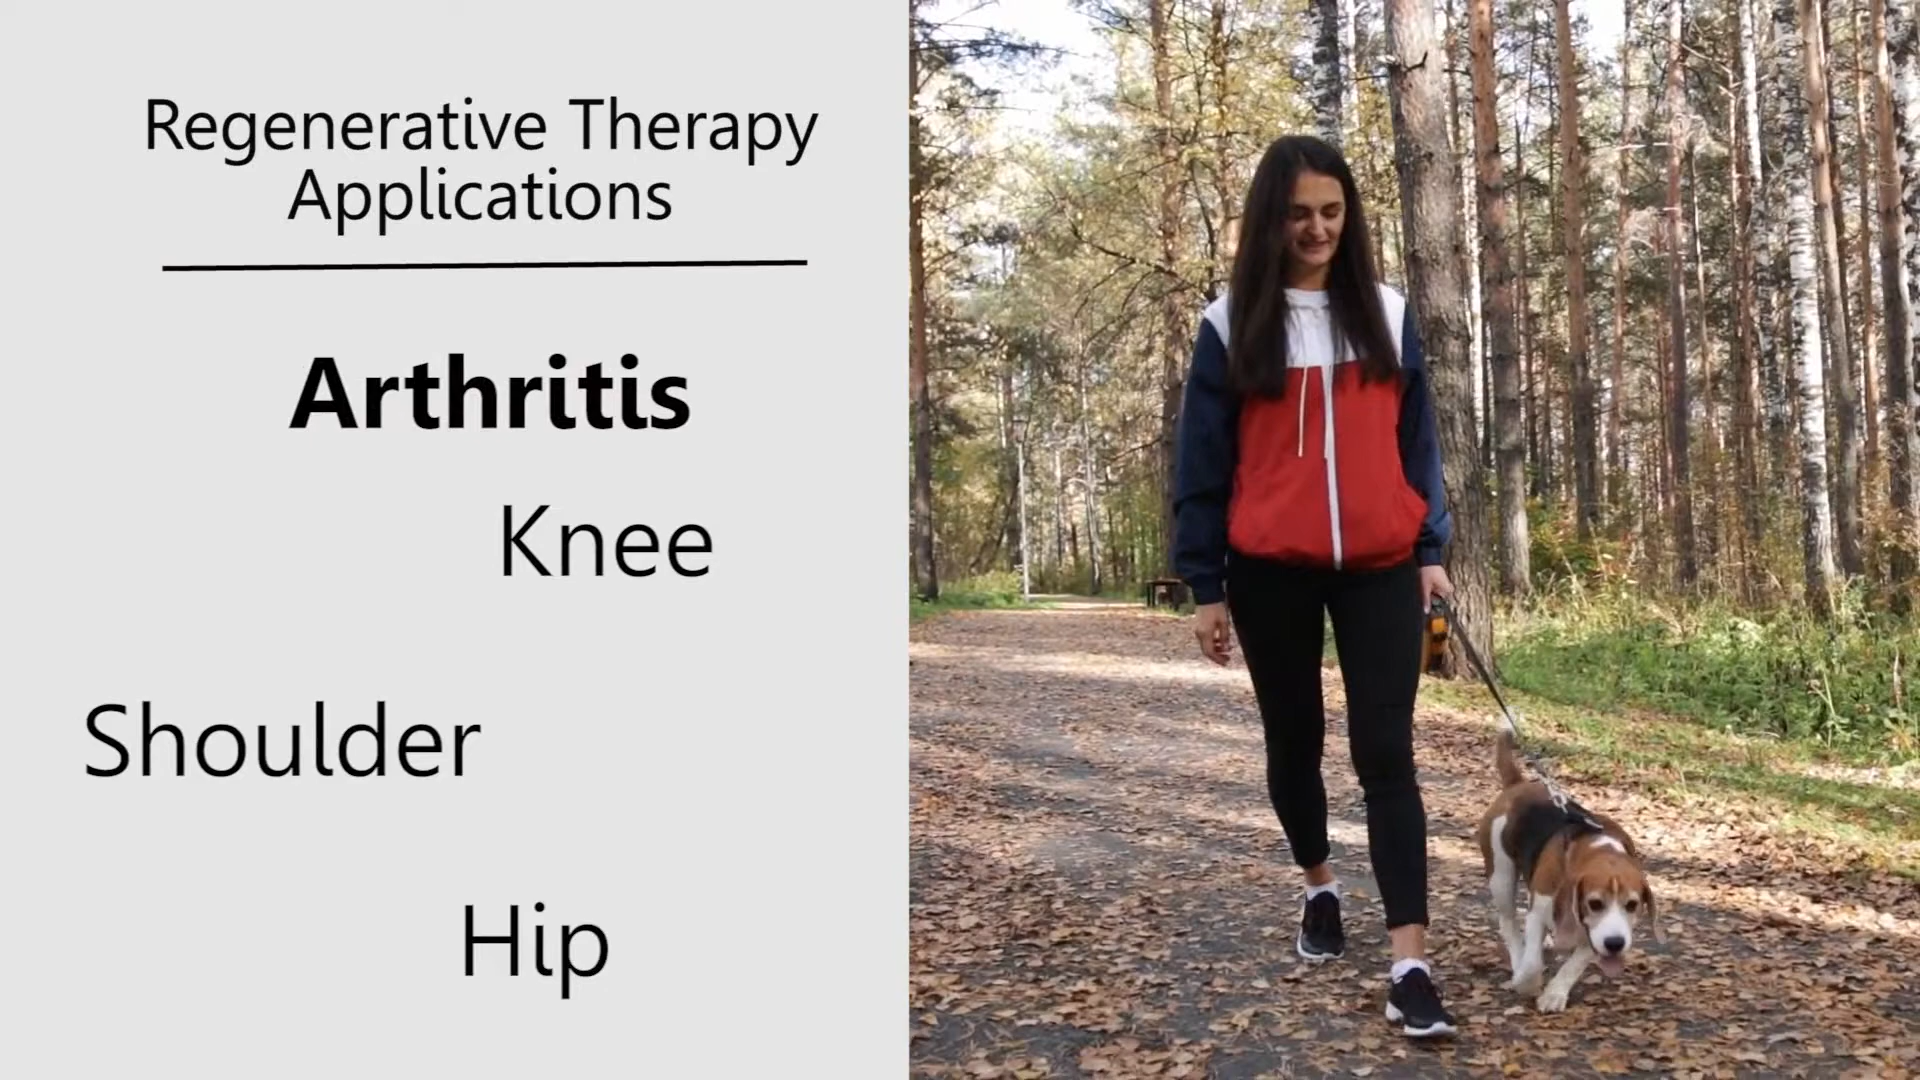 Regenerative Therapy
Applications
Arthritis
Knee
Shoulder
Hip